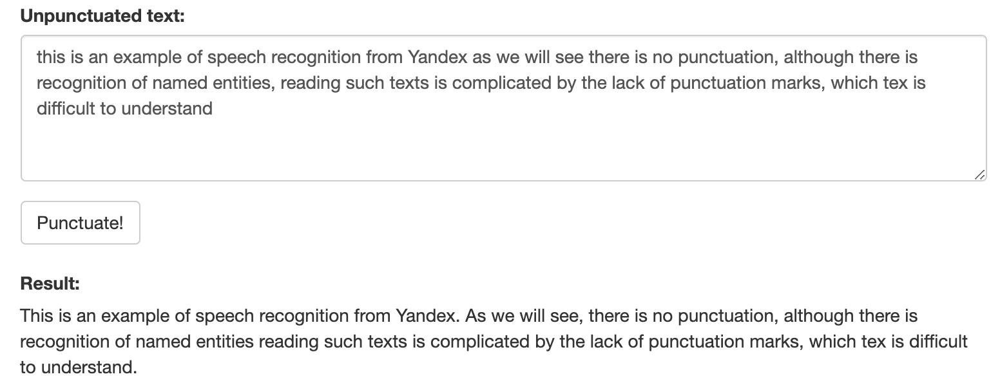 Unpunctuated text:
this is an example of speech recognition from Yandex as we will see there is no punctuation, although there is
recognition of named entities, reading such texts is complicated by the lack of punctuation marks, which tex is
difficult to understand
Punctuate!
Result:
This is an example of speech recognition from Yandex. As we will see, there is no punctuation, although there is
recognition of named entities reading such texts is complicated by the lack of punctuation marks, which tex is difficult
to understand.